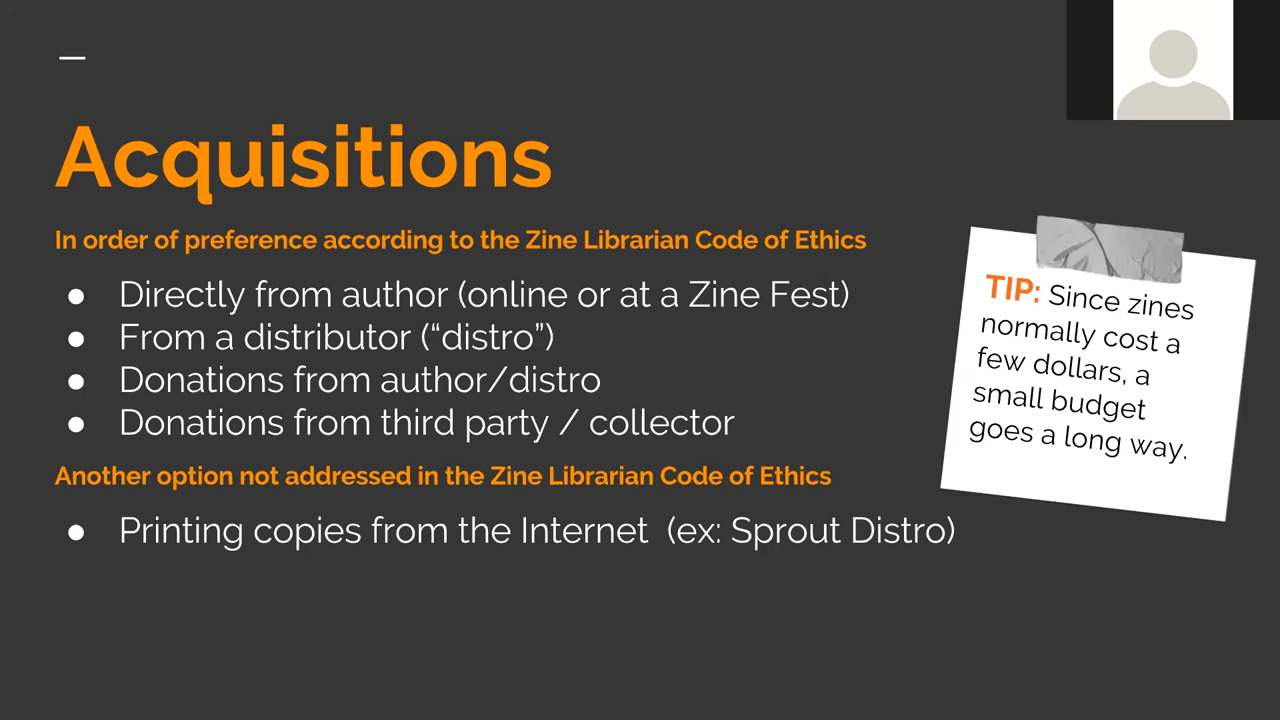 Acquisitions
In order of preference according to the Zine Librarian Code of Ethics
● Directly from author (online or at a Zine Fest)
● From a distributor (“distro”)
● Donations from author/distro
● Donations from third party / collector
Another option not addressed in the Zine Librarian Code of Ethics
● Printing copies from the Internet  (ex: Sprout Distro)
TIP: Since zines
normally cost a
few dollars, a
small budget
goes a long way.